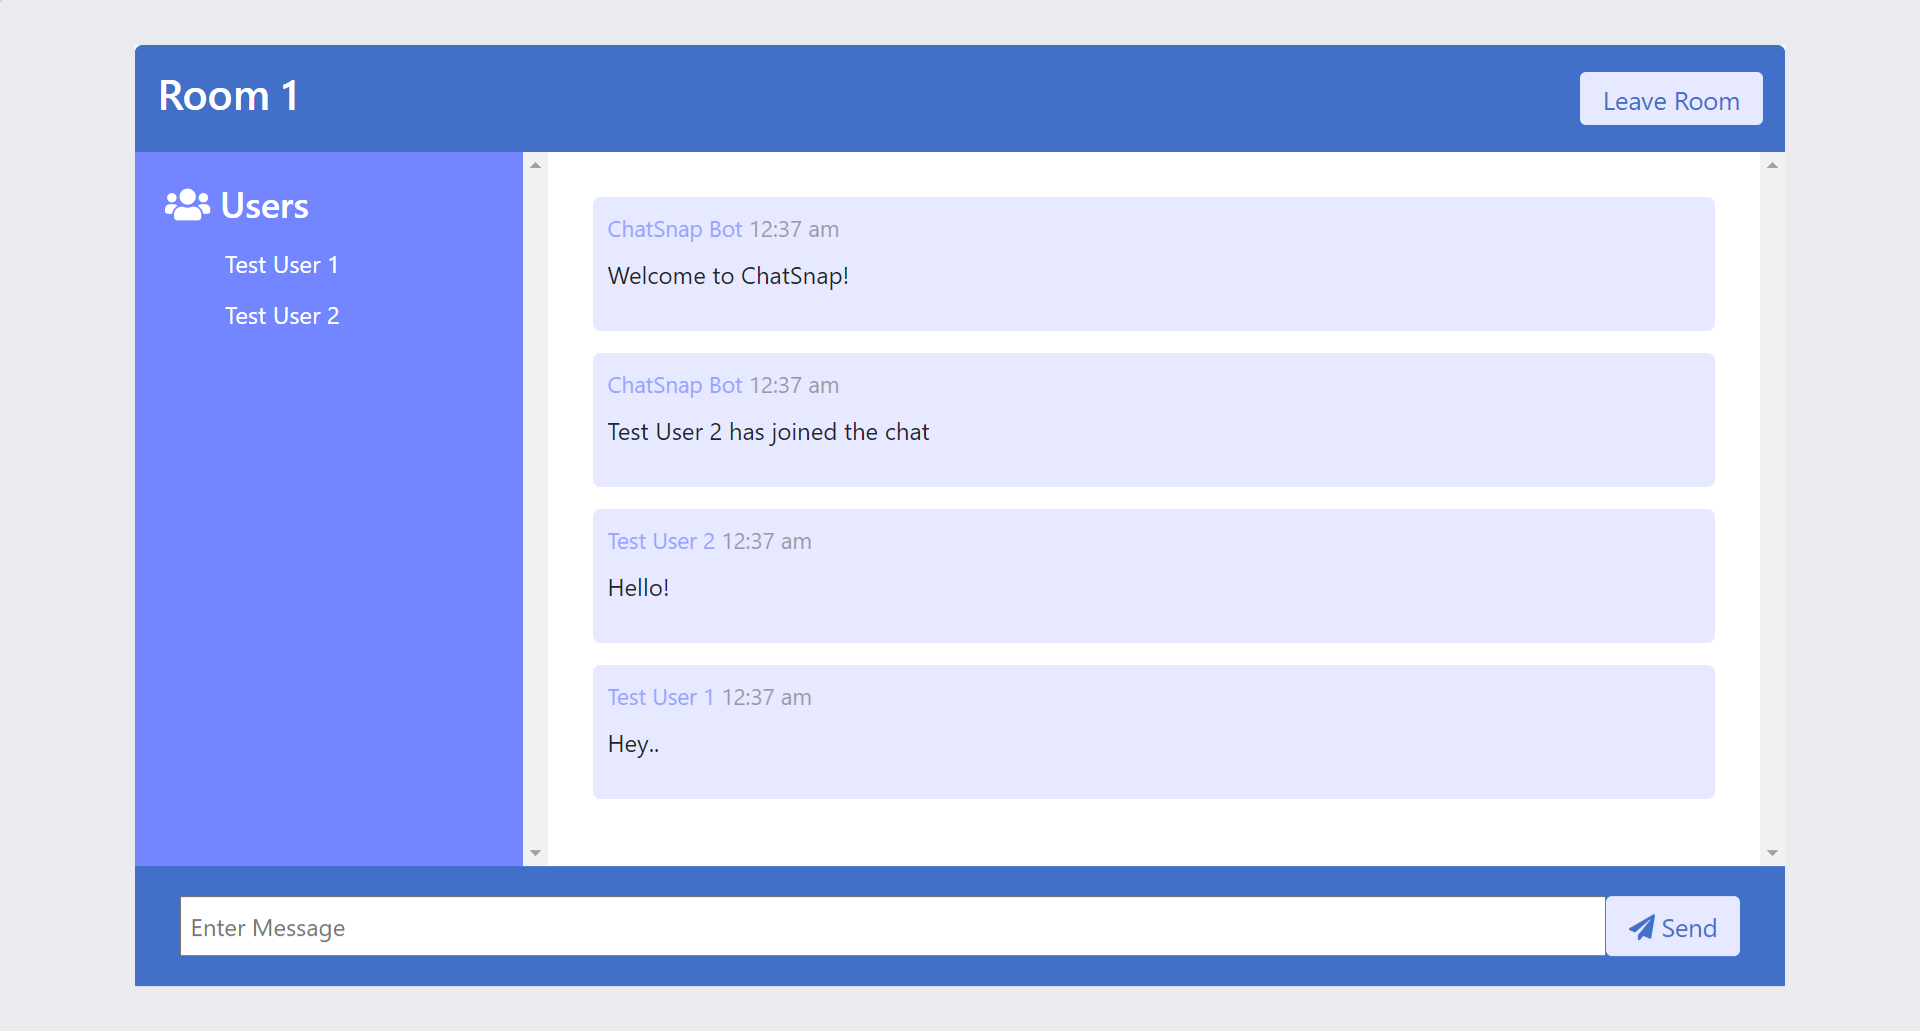 Room 1
Leave Room
Users
Test User 1
Test User 2
ChatSnap Bot 12:37 am
Welcome to ChatSnap!
ChatSnap Bot 12:37 am
Test User 2 has joined the chat
Test User 2 12:37 am
Hello!
Test User 1 12:37 am
Hey..
Enter Message
Send